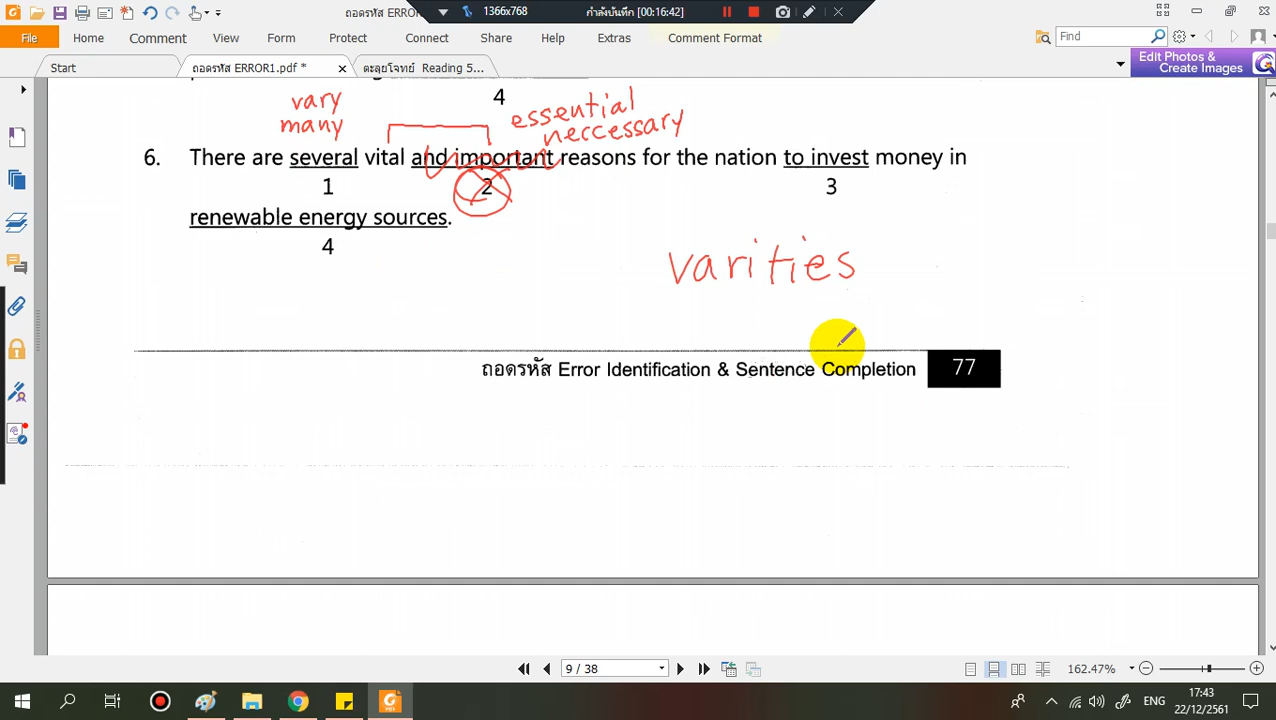 1366x768
กำลังบันทึก [00:16:42]
ถอดรหัส ERROR1.pdf *
File Home Comment View Form Protect Connect Share Help Extras Comment Format
Find
Edit Photos &
Create Images
Start
ถอดรหัส ERROR1.pdf *
ตะลุยโจทย์ Reading 5...
4
vary
many
essential
neccessary
6. There are several vital and important reasons for the nation to invest money in
1 2 3
renewable energy sources.
4
varities
ถอดรหัส Error Identification & Sentence Completion 77
9 / 38
162.47%
ENG
17:43
22/12/2561